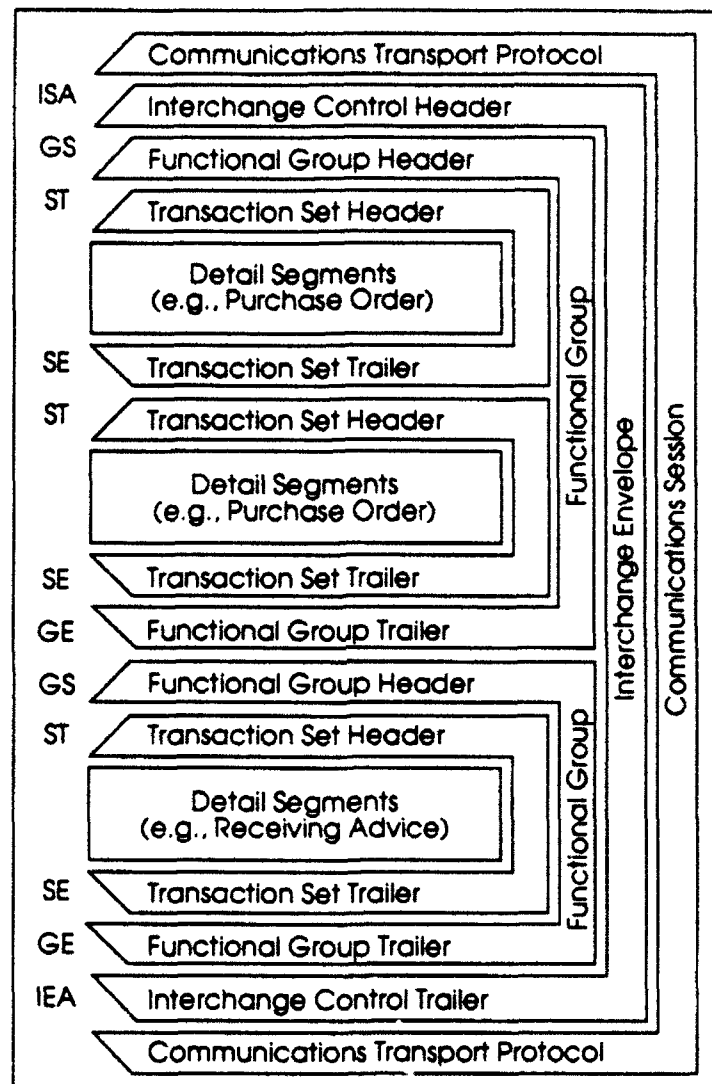 Communications Transport Protocol
ISA Interchange Control Header
GS Functional Group Header
ST Transaction Set Header
Detail Segments
(e.g., Purchase Order)
SE Transaction Set Trailer
ST Transaction Set Header
Detail Segments
(e.g., Purchase Order)
SE Transaction Set Trailer
GE Functional Group Trailer
GS Functional Group Header
ST Transaction Set Header
Detail Segments
(e.g., Receiving Advice)
SE Transaction Set Trailer
GE Functional Group Trailer
IEA Interchange Control Trailer
Communications Transport Protocol
Functional Group
Functional Group
Interchange Envelope
Communications Session